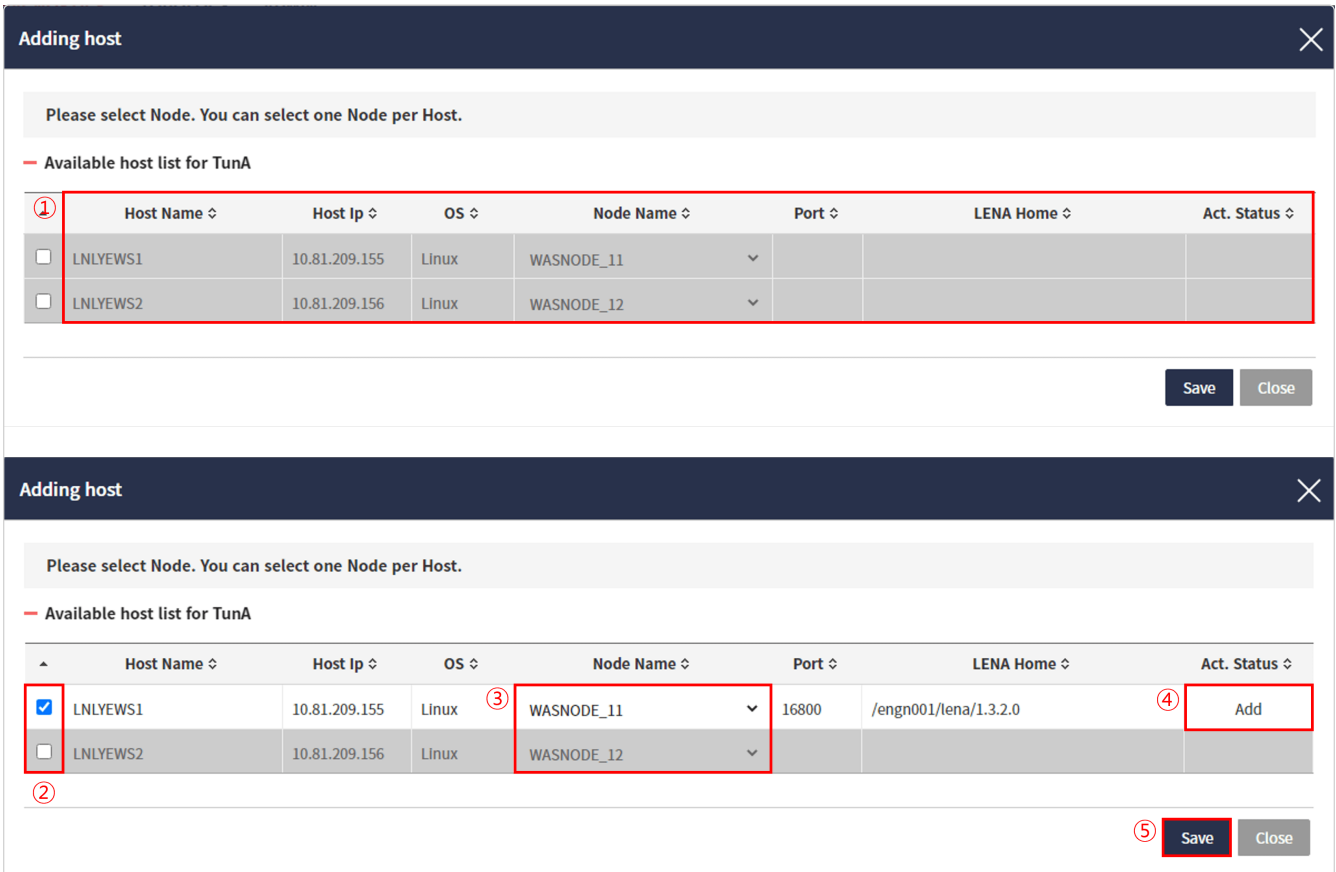 Adding host
Please select Node. You can select one Node per Host.
Available host list for TunA
① Host Name Host Ip OS Node Name Port LENA Home Act. Status
LNLYEWS1 10.81.209.155 Linux WASNODE_11
LNLYEWS2 10.81.209.156 Linux WASNODE_12
Save Close
Adding host
Please select Node. You can select one Node per Host.
Available host list for TunA
Host Name Host Ip OS Node Name Port LENA Home Act. Status
LNLYEWS1 10.81.209.155 Linux ③ WASNODE_11 16800 /engn001/lena/1.3.2.0 ④ Add
LNLYEWS2 10.81.209.156 Linux WASNODE_12
②
⑤ Save Close